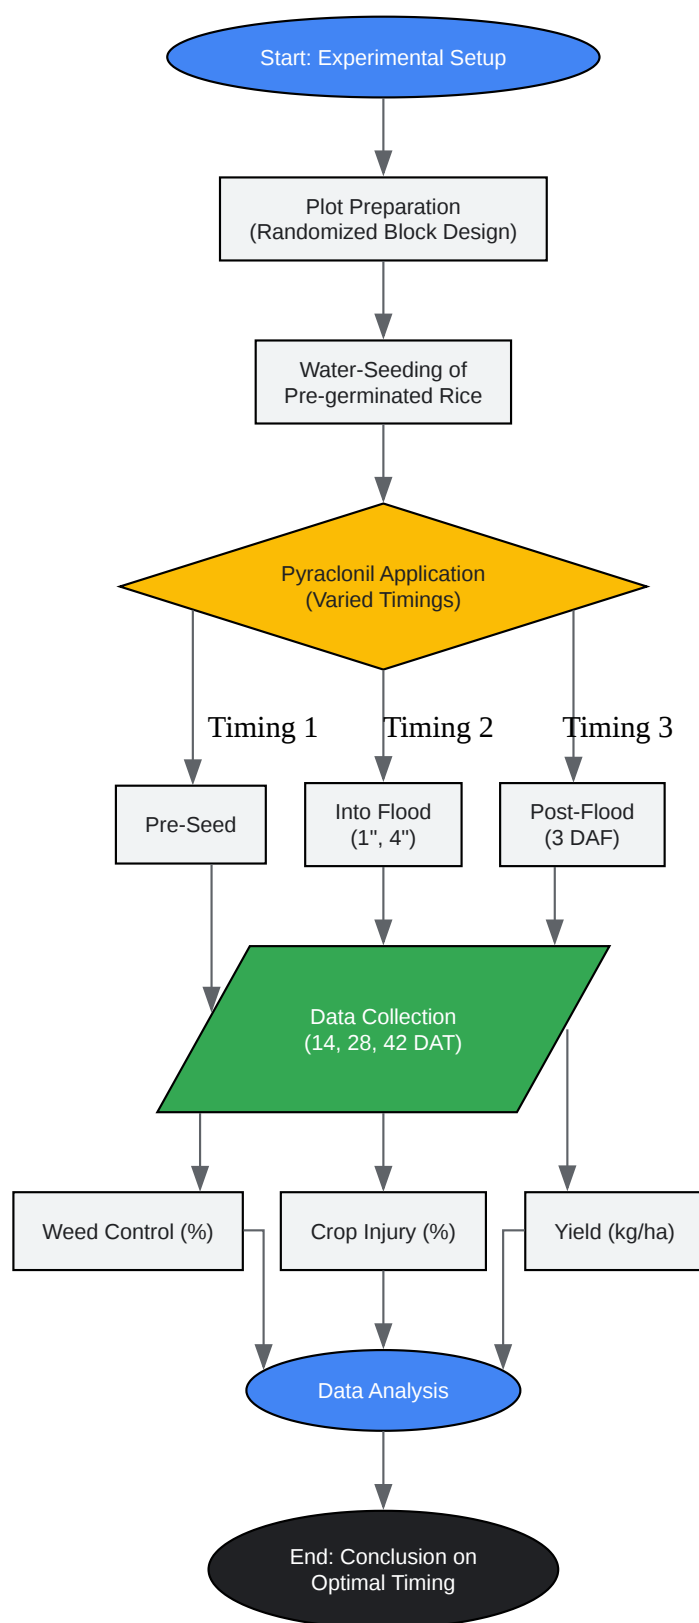 Start: Experimental Setup
Plot Preparation
(Randomized Block Design)
Water-Seeding of
Pre-germinated Rice
Pyraclonil Application
(Varied Timings)
Timing 1
Timing 2
Timing 3
Pre-Seed
Into Flood
(1", 4")
Post-Flood
(3 DAF)
Data Collection
(14, 28, 42 DAT)
Weed Control (%)
Crop Injury (%)
Yield (kg/ha)
Data Analysis
End: Conclusion on
Optimal Timing